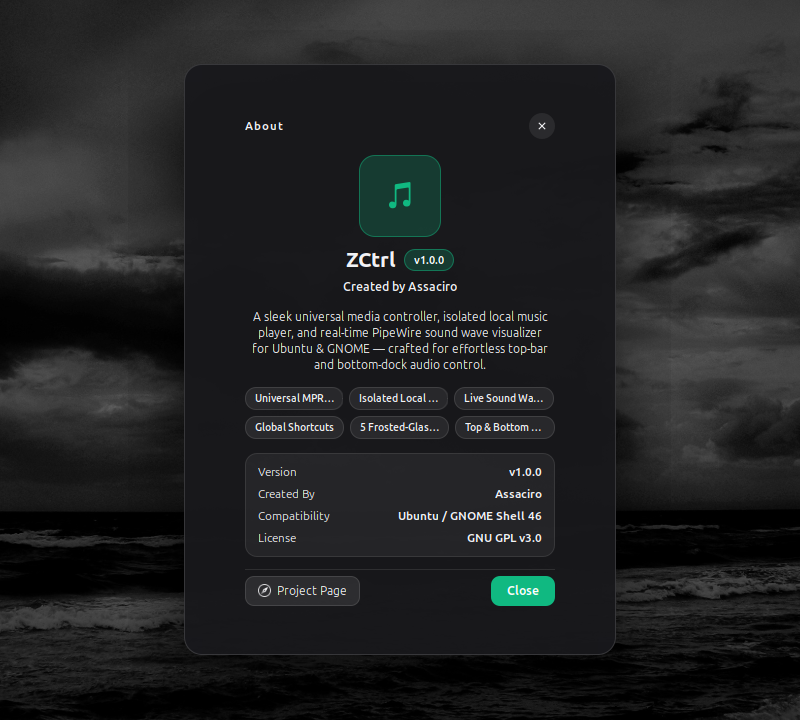 About
ZCtrl v1.0.0
Created by Assaciro
A sleek universal media controller, isolated local music
player, and real-time PipeWire sound wave visualizer
for Ubuntu & GNOME — crafted for effortless top-bar
and bottom-dock audio control.
Universal MPR... Isolated Local ... Live Sound Wa...
Global Shortcuts 5 Frosted-Glas... Top & Bottom ...
Version v1.0.0
Created By Assaciro
Compatibility Ubuntu / GNOME Shell 46
License GNU GPL v3.0
Project Page Close